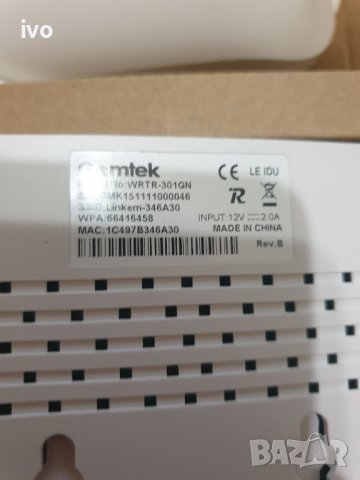 ivo
Gemtek
No:WRTR-301GN
MK151111000046
SSID:Linkem-346A30
WPA:66416458
MAC:1C497B346A30
CE LE IDU
R
INPUT:12V 2.0A
MADE IN CHINA
Rev.B
BAZAR